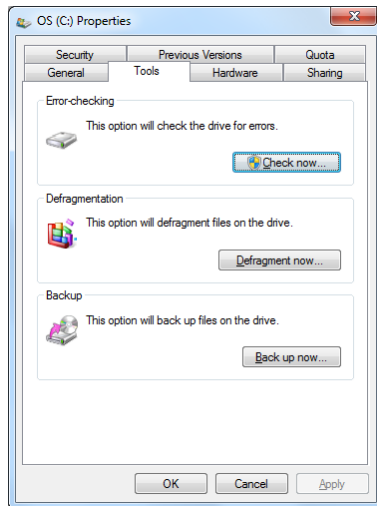 OS (C:) Properties
Security Previous Versions Quota
General Tools Hardware Sharing
Error-checking
This option will check the drive for errors.
Check now...
Defragmentation
This option will defragment files on the drive.
Defragment now...
Backup
This option will back up files on the drive.
Back up now...
OK Cancel Apply